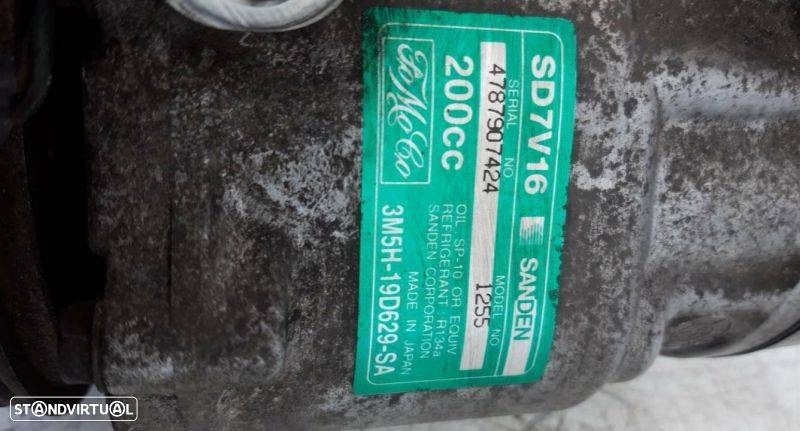 SD7V16 SANDEN
SERIAL NO MODEL NO
4787907424 1255
200cc
OIL : SP-10 OR EQUIV
REFRIGERANT : R134a
SANDEN CORPORATION
FoMoCo
MADE IN JAPAN
3M5H-19D629-SA
STANDVIRTUAL